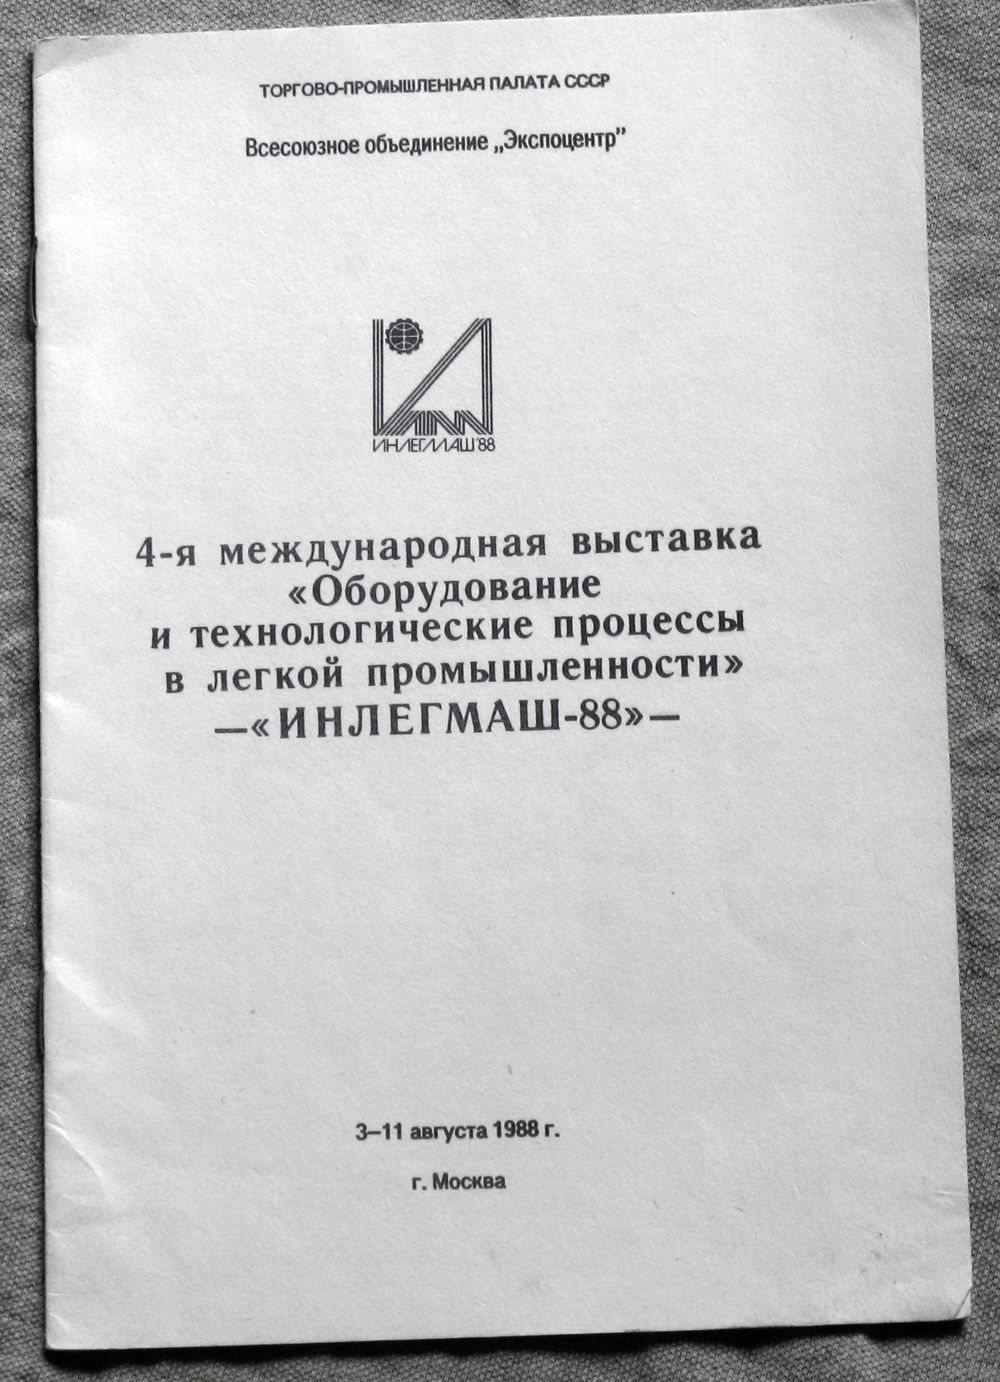 ТОРГОВО-ПРОМЫШЛЕННАЯ ПАЛАТА СССР
Всесоюзное объединение „Экспоцентр”
ИНЛЕГМАШ'88
4-я международная выставка
«Оборудование
и технологические процессы
в легкой промышленности»
—«ИНЛЕГМАШ-88»—
3–11 августа 1988 г.
г. Москва